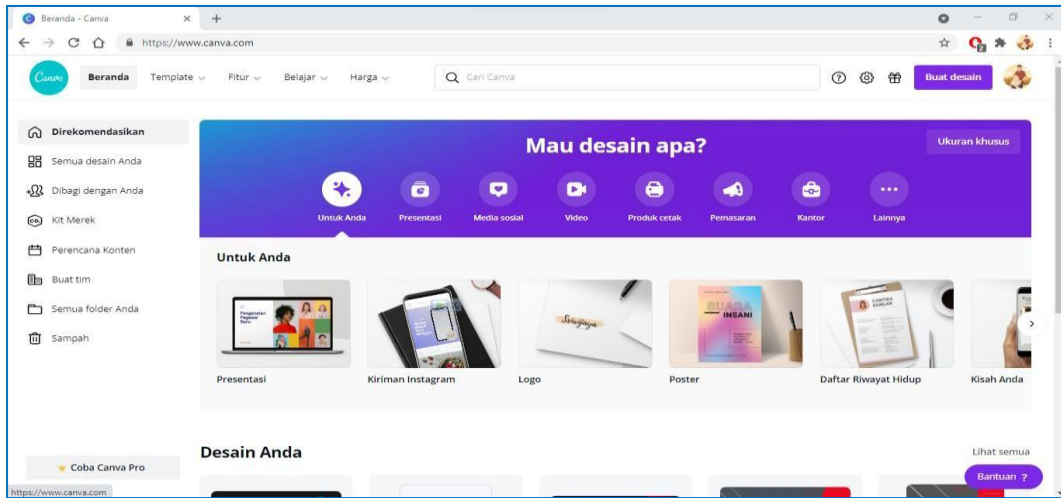 Beranda - Canva
https://www.canva.com
Canva
Beranda
Template
Fitur
Belajar
Harga
Cari Canva
Buat desain
Direkomendasikan
Semua desain Anda
Dibagi dengan Anda
Kit Merek
Perencana Konten
Buat tim
Semua folder Anda
Sampah
Coba Canva Pro
https://www.canva.com
Mau desain apa?
Ukuran khusus
Untuk Anda
Presentasi
Media sosial
Video
Produk cetak
Pemasaran
Kantor
Lainnya
Untuk Anda
Pengenalan
Pegawai
Baru
SUARA
INSANI
Presentasi
Kiriman Instagram
Logo
Poster
Daftar Riwayat Hidup
Kisah Anda
Desain Anda
Lihat semua
Bantuan ?